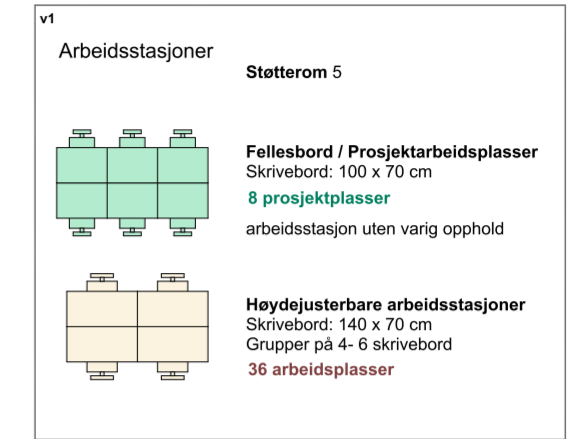 v1
Arbeidsstasjoner
Støtterom 5
Fellesbord / Prosjektarbeidsplasser
Skrivebord: 100 x 70 cm
8 prosjektplasser
arbeidsstasjon uten varig opphold
Høydejusterbare arbeidsstasjoner
Skrivebord: 140 x 70 cm
Grupper på 4- 6 skrivebord
36 arbeidsplasser